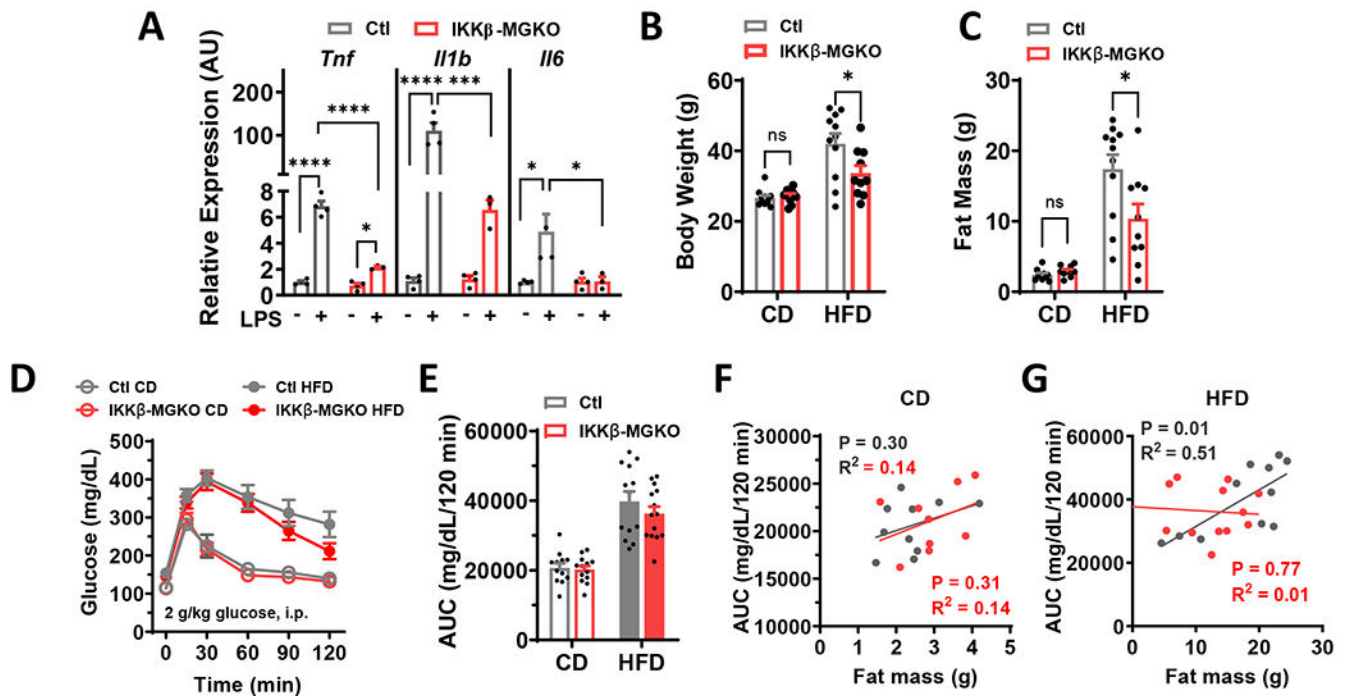 A
Ctl IKKβ-MGKO
Tnf Il1b Il6
Relative Expression (AU)
200
100
8
6
4
2
0
**** **** * **** *** * *
LPS - + - + - + - + - + - +
B
Ctl
IKKβ-MGKO
Body Weight (g)
60
40
20
0
ns *
CD HFD
C
Ctl
IKKβ-MGKO
Fat Mass (g)
30
20
10
0
ns *
CD HFD
D
Ctl CD Ctl HFD
IKKβ-MGKO CD IKKβ-MGKO HFD
Glucose (mg/dL)
500
400
300
200
100
0
2 g/kg glucose, i.p.
0 30 60 90 120
Time (min)
E
Ctl
IKKβ-MGKO
AUC (mg/dL/120 min)
60000
40000
20000
0
CD HFD
F
CD
AUC (mg/dL/120 min)
30000
25000
20000
15000
10000
P = 0.30
R² = 0.14
P = 0.31
R² = 0.14
0 1 2 3 4 5
Fat mass (g)
G
HFD
AUC (mg/dL/120 min)
60000
40000
20000
0
P = 0.01
R² = 0.51
P = 0.77
R² = 0.01
0 10 20 30
Fat mass (g)